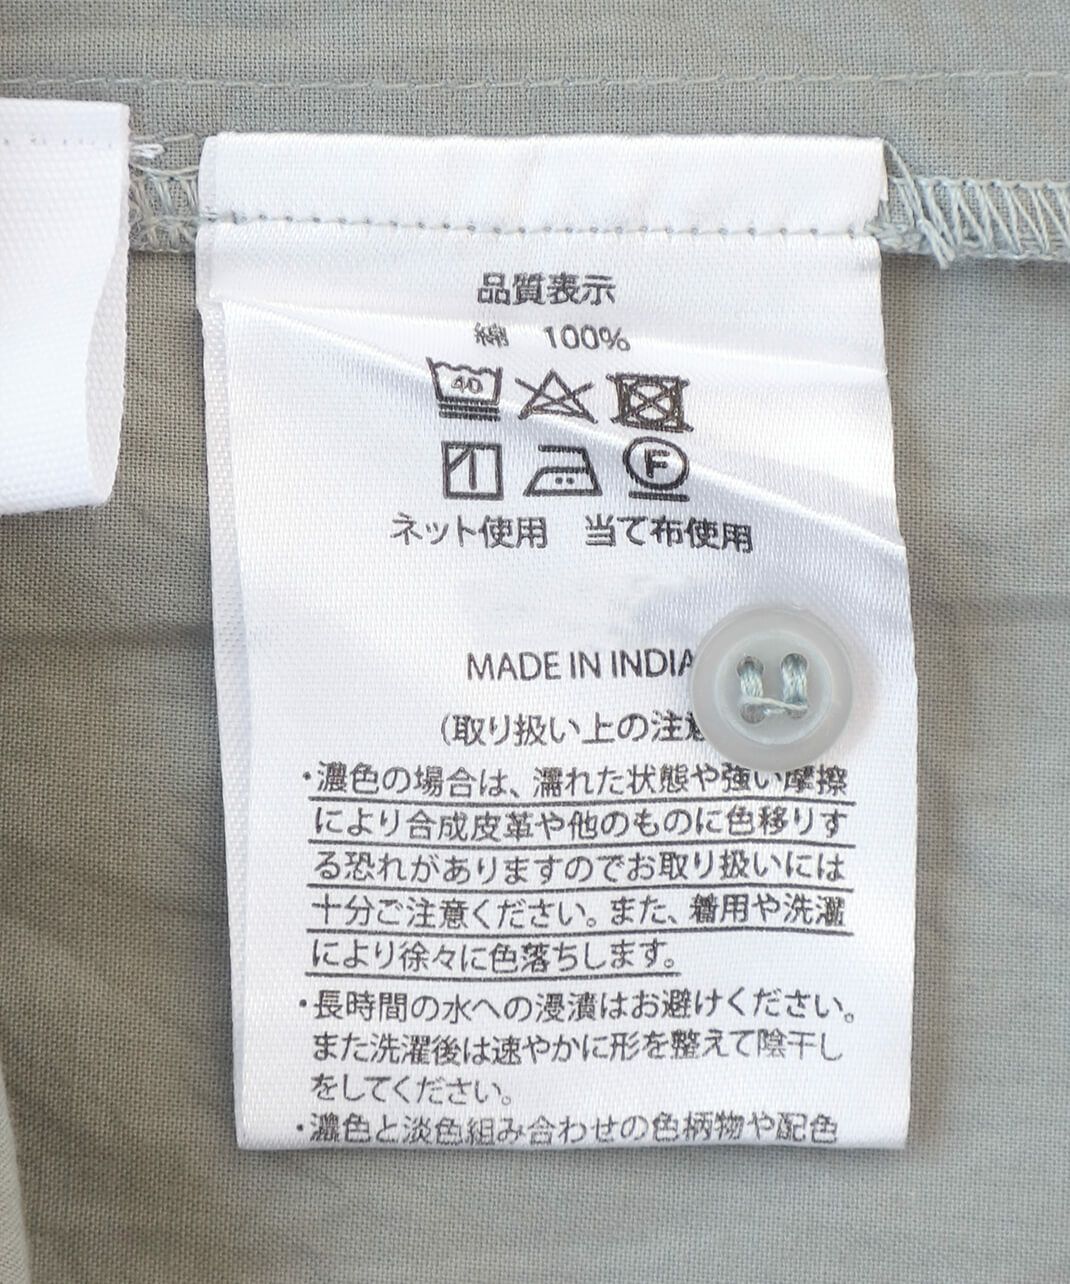 品質表示
綿 100%
40
F
ネット使用 当て布使用
MADE IN INDIA
(取り扱い上の注意
・濃色の場合は、濡れた状態や強い摩擦
により合成皮革や他のものに色移りす
る恐れがありますのでお取り扱いには
十分ご注意ください。また、着用や洗濯
により徐々に色落ちします。
・長時間の水への浸漬はお避けください。
また洗濯後は速やかに形を整えて陰干し
をしてください。
・濃色と淡色組み合わせの色柄物や配色